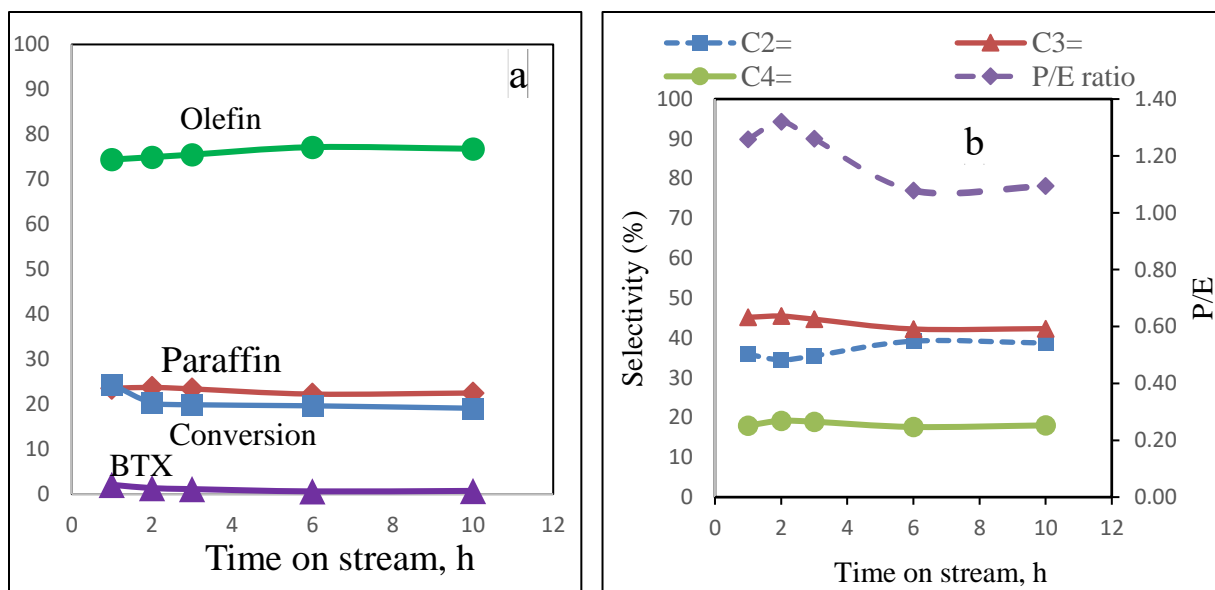 100
90
80
70
60
50
40
30
20
10
0
a
Olefin
Paraffin
Conversion
BTX
0 2 4 6 8 10 12
Time on stream, h
C2= C3=
C4= P/E ratio
100
90
80
70
60
50
40
30
20
10
0
Selectivity (%)
b
1.40
1.20
1.00
0.80
0.60
0.40
0.20
0.00
P/E
0 2 4 6 8 10 12
Time on stream, h